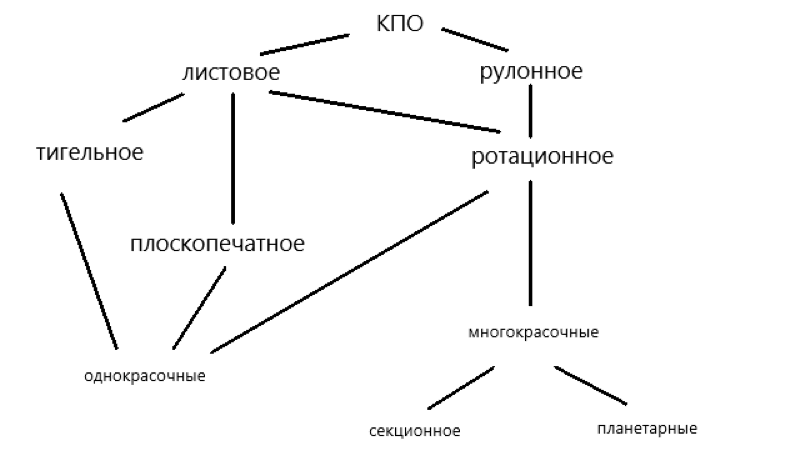 КПО
листовое
рулонное
тигельное
ротационное
плоскопечатное
многокрасочные
однокрасочные
секционное
планетарные